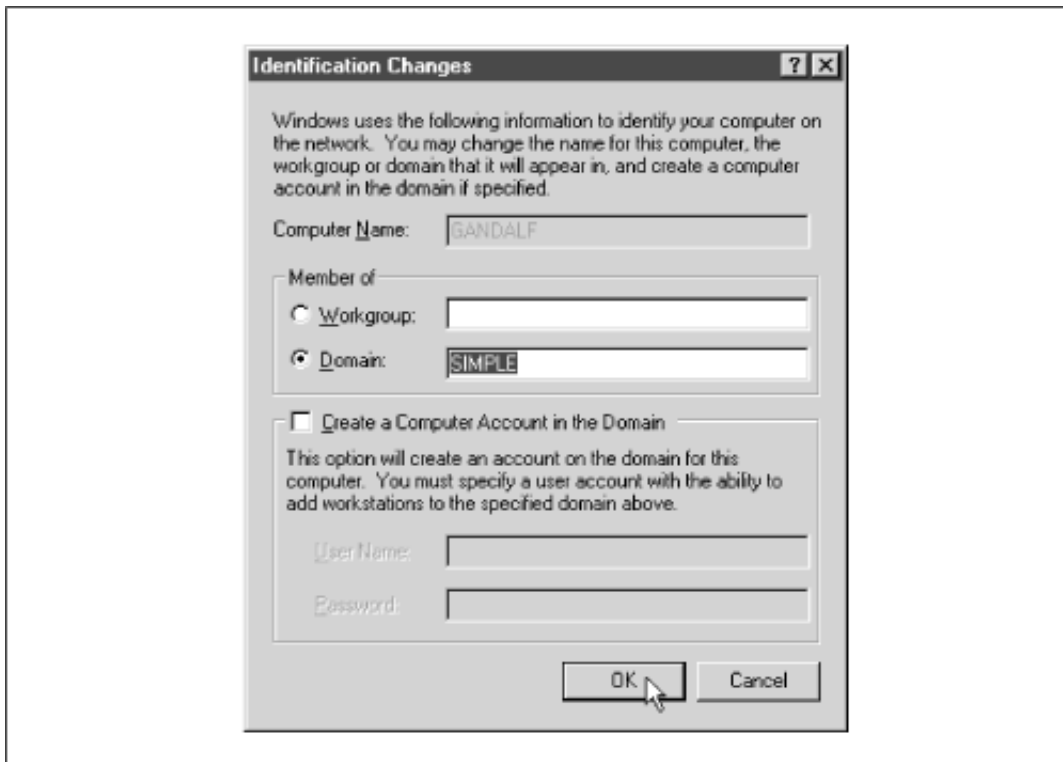 Identification Changes
Windows uses the following information to identify your computer on
the network. You may change the name for this computer, the
workgroup or domain that it will appear in, and create a computer
account in the domain if specified.
Computer Name: GANDALF
Member of
Workgroup:
Domain: SIMPLE
Create a Computer Account in the Domain
This option will create an account on the domain for this
computer. You must specify a user account with the ability to
add workstations to the specified domain above.
User Name:
Password:
OK Cancel